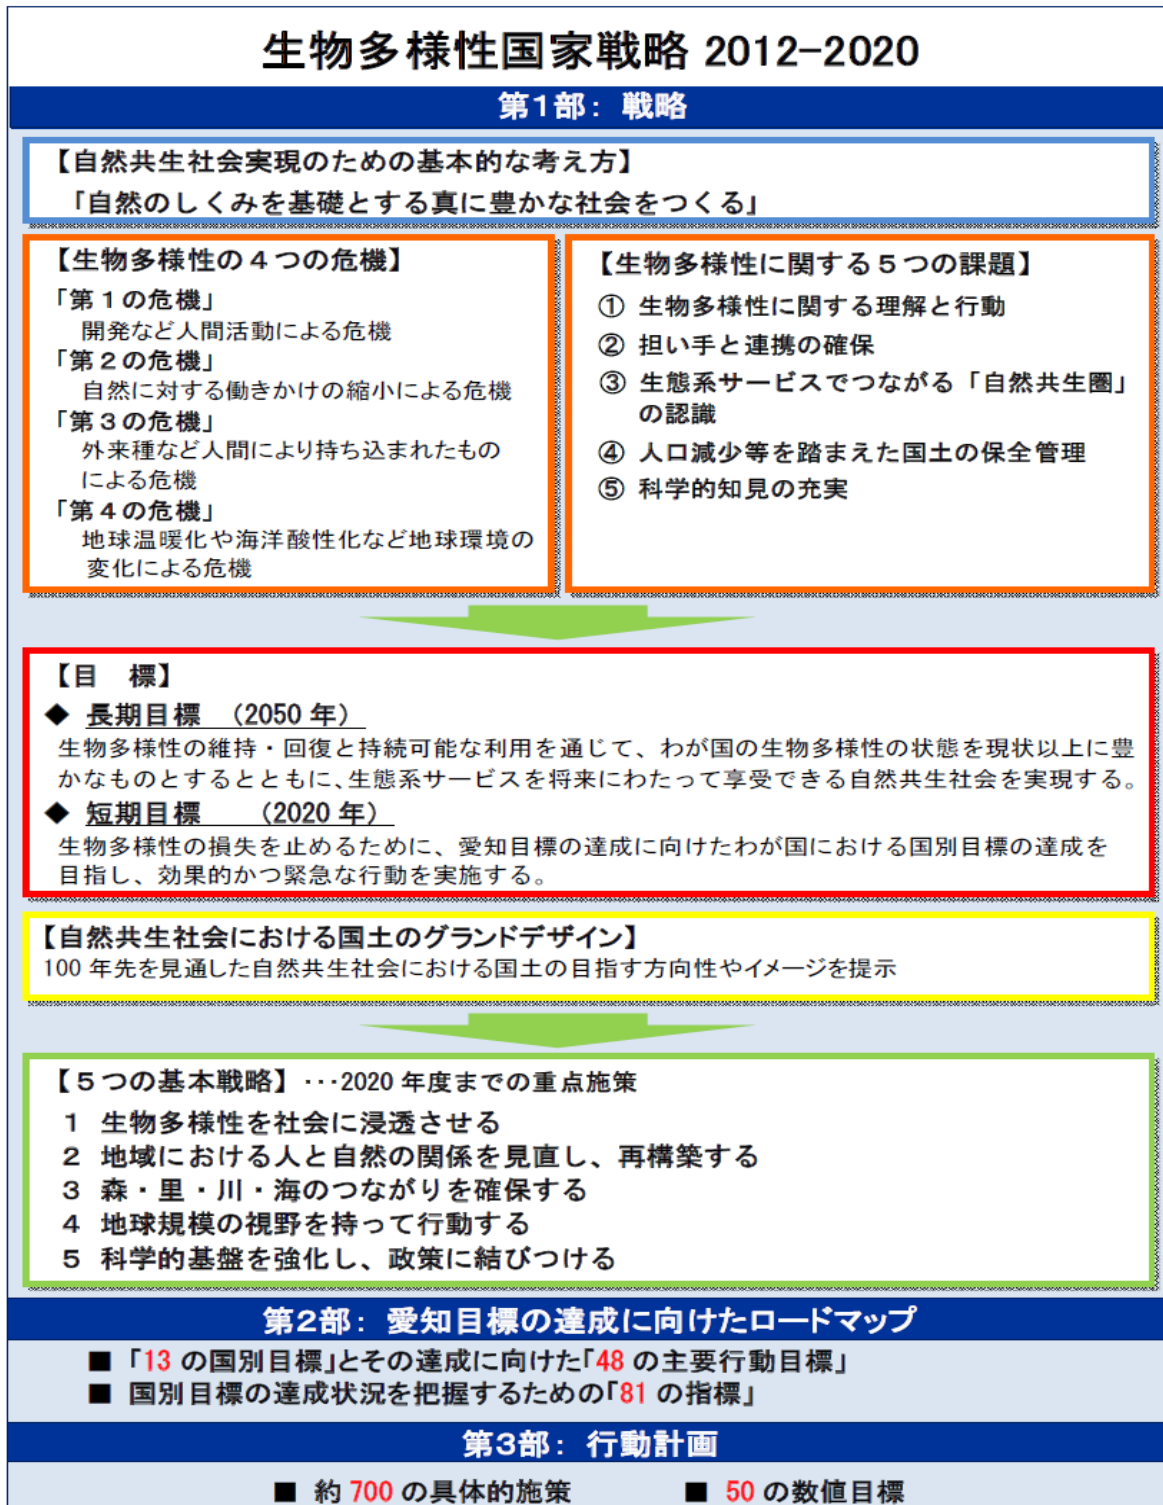 生物多様性国家戦略 2012-2020
第1部： 戦略
【自然共生社会実現のための基本的な考え方】
「自然のしくみを基礎とする真に豊かな社会をつくる」
【生物多様性の４つの危機】
「第１の危機」
開発など人間活動による危機
「第２の危機」
自然に対する働きかけの縮小による危機
「第３の危機」
外来種など人間により持ち込まれたもの
による危機
「第４の危機」
地球温暖化や海洋酸性化など地球環境の
変化による危機
【生物多様性に関する５つの課題】
① 生物多様性に関する理解と行動
② 担い手と連携の確保
③ 生態系サービスでつながる「自然共生圏」
の認識
④ 人口減少等を踏まえた国土の保全管理
⑤ 科学的知見の充実
【目　標】
◆ 長期目標　（2050 年）
生物多様性の維持・回復と持続可能な利用を通じて、わが国の生物多様性の状態を現状以上に豊
かなものとするとともに、生態系サービスを将来にわたって享受できる自然共生社会を実現する。
◆ 短期目標　　（2020 年）
生物多様性の損失を止めるために、愛知目標の達成に向けたわが国における国別目標の達成を
目指し、効果的かつ緊急な行動を実施する。
【自然共生社会における国土のグランドデザイン】
100 年先を見通した自然共生社会における国土の目指す方向性やイメージを提示
【５つの基本戦略】 ･･･2020 年度までの重点施策
１ 生物多様性を社会に浸透させる
２ 地域における人と自然の関係を見直し、再構築する
３ 森・里・川・海のつながりを確保する
４ 地球規模の視野を持って行動する
５ 科学的基盤を強化し、政策に結びつける
第2部： 愛知目標の達成に向けたロードマップ
■ 「13 の国別目標」とその達成に向けた「48 の主要行動目標」
■ 国別目標の達成状況を把握するための「81 の指標」
第3部： 行動計画
■ 約 700 の具体的施策　　■ 50 の数値目標